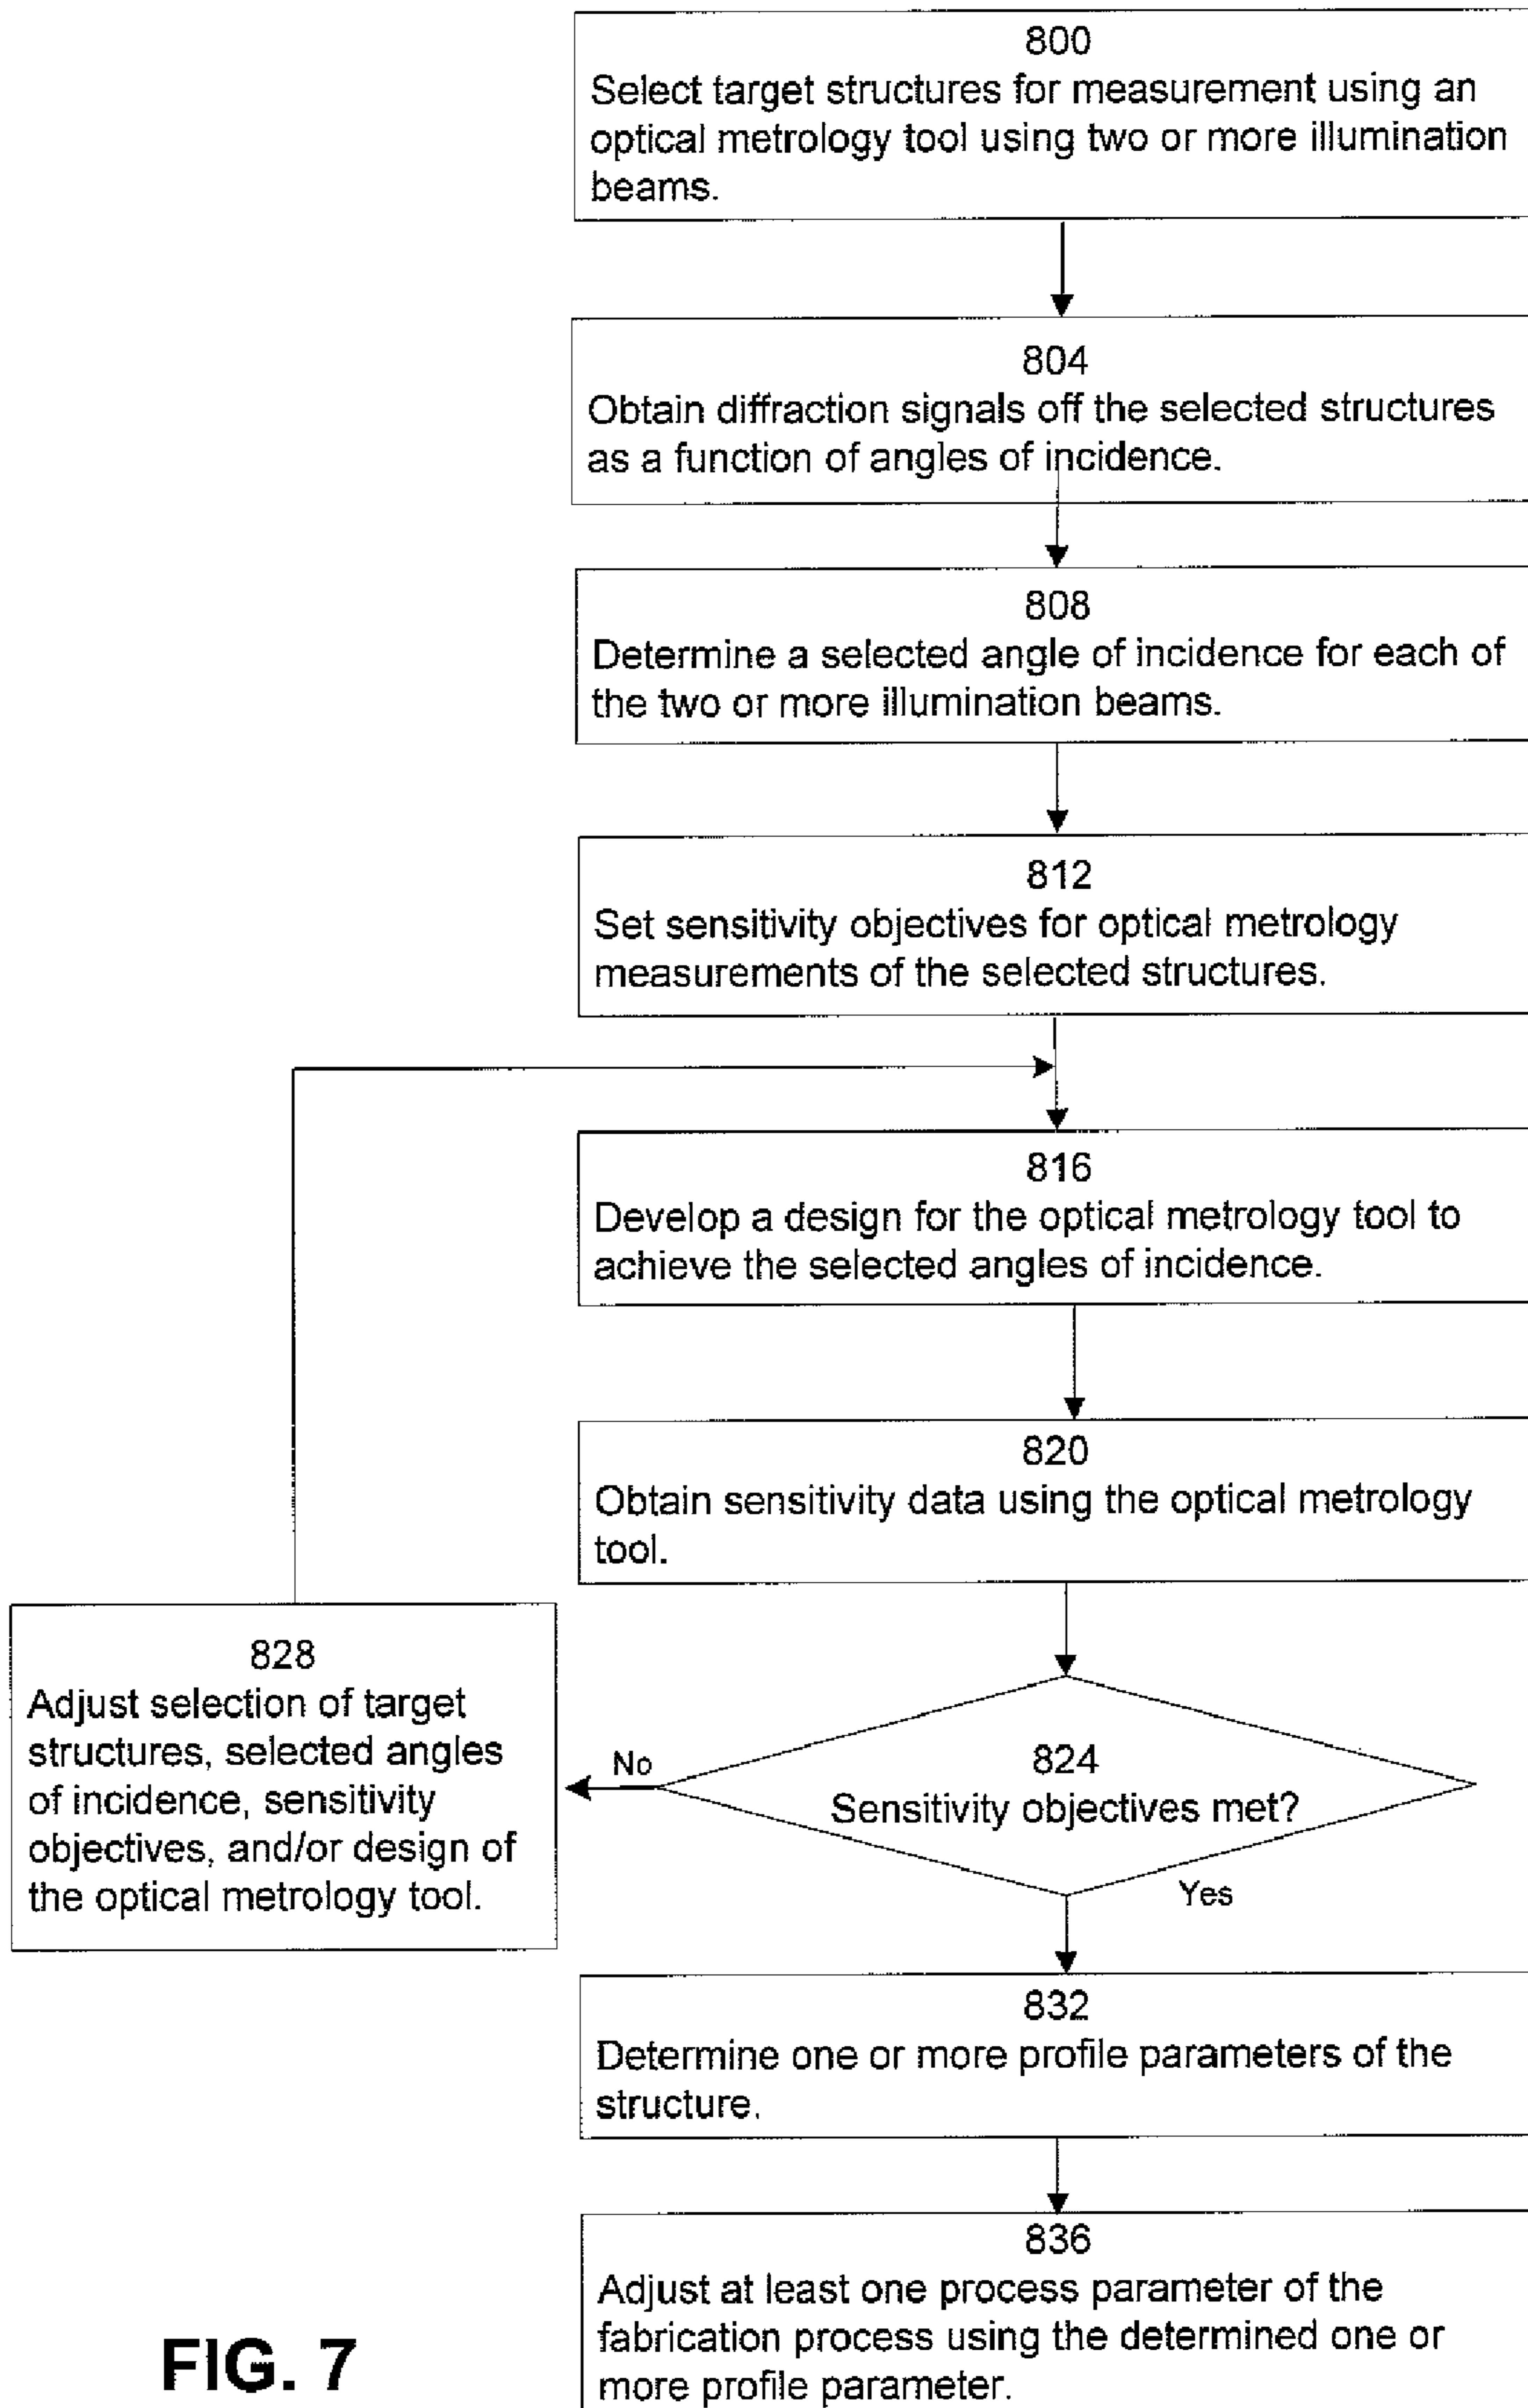 800
Select target structures for measurement using an
optical metrology tool using two or more illumination
beams.
804
Obtain diffraction signals off the selected structures
as a function of angles of incidence.
808
Determine a selected angle of incidence for each of
the two or more illumination beams.
812
Set sensitivity objectives for optical metrology
measurements of the selected structures.
816
Develop a design for the optical metrology tool to
achieve the selected angles of incidence.
820
Obtain sensitivity data using the optical metrology
tool.
828
Adjust selection of target
structures, selected angles
of incidence, sensitivity
objectives, and/or design of
the optical metrology tool.
No
824
Sensitivity objectives met?
Yes
832
Determine one or more profile parameters of the
structure.
836
Adjust at least one process parameter of the
fabrication process using the determined one or
more profile parameter.
FIG. 7